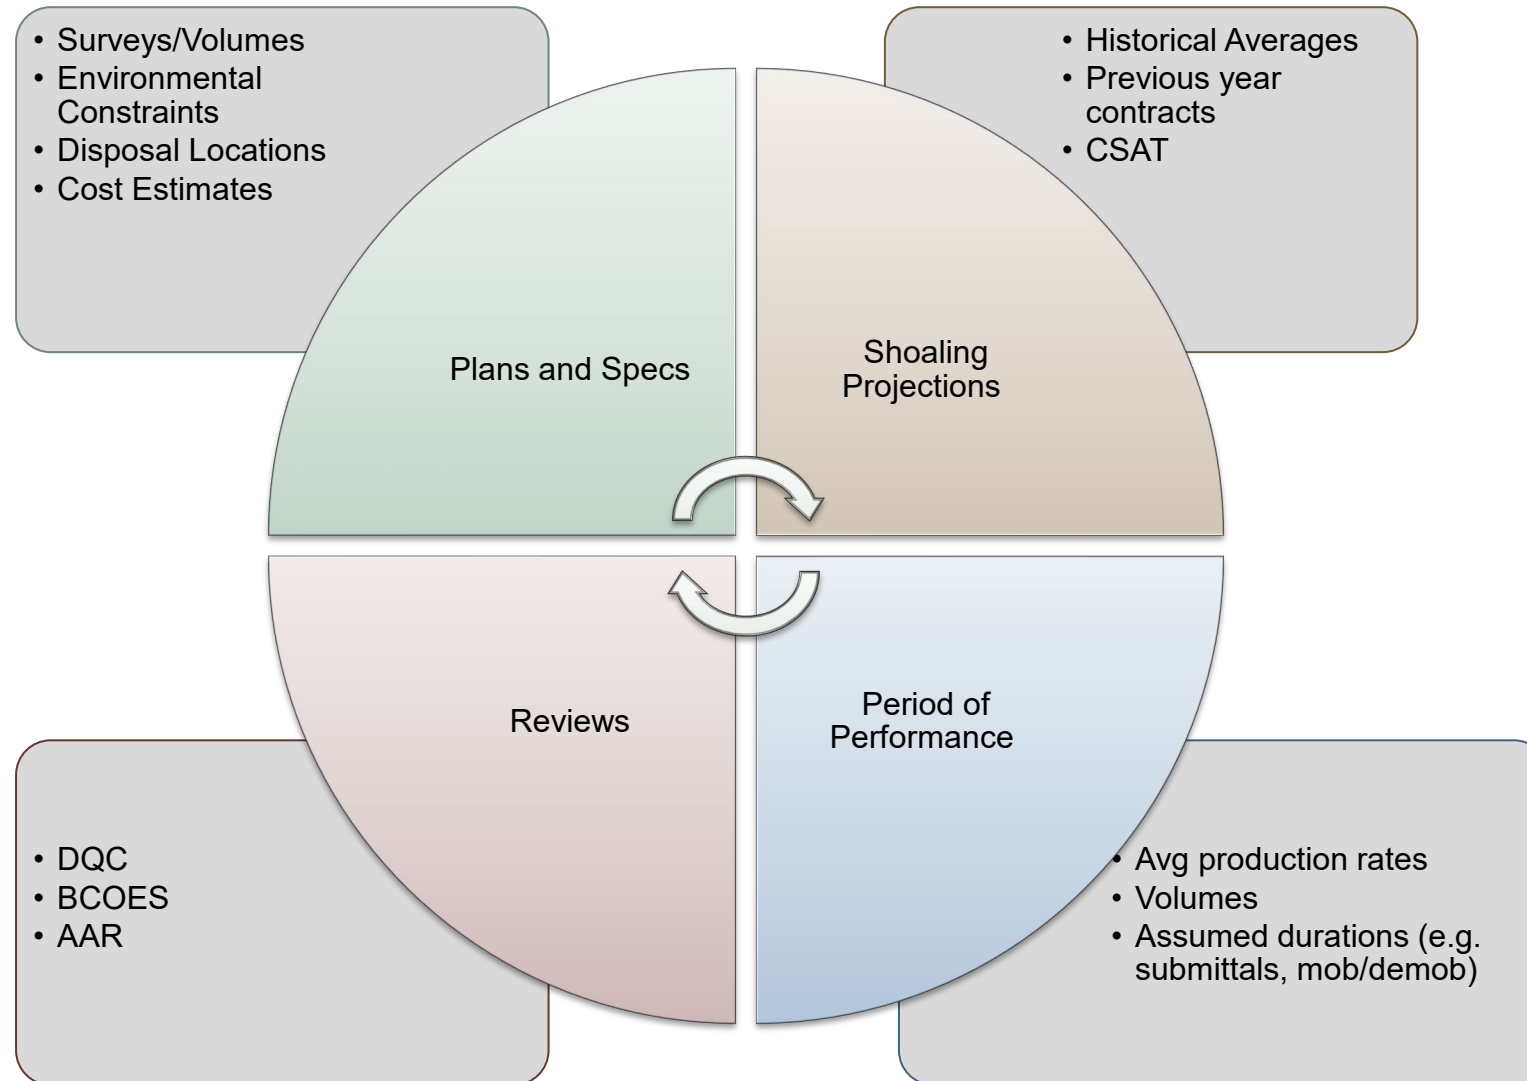 • Surveys/Volumes
• Environmental
Constraints
• Disposal Locations
• Cost Estimates
• Historical Averages
• Previous year
contracts
• CSAT
Plans and Specs
Shoaling
Projections
Reviews
Period of
Performance
• DQC
• BCOES
• AAR
• Avg production rates
• Volumes
• Assumed durations (e.g.
submittals, mob/demob)